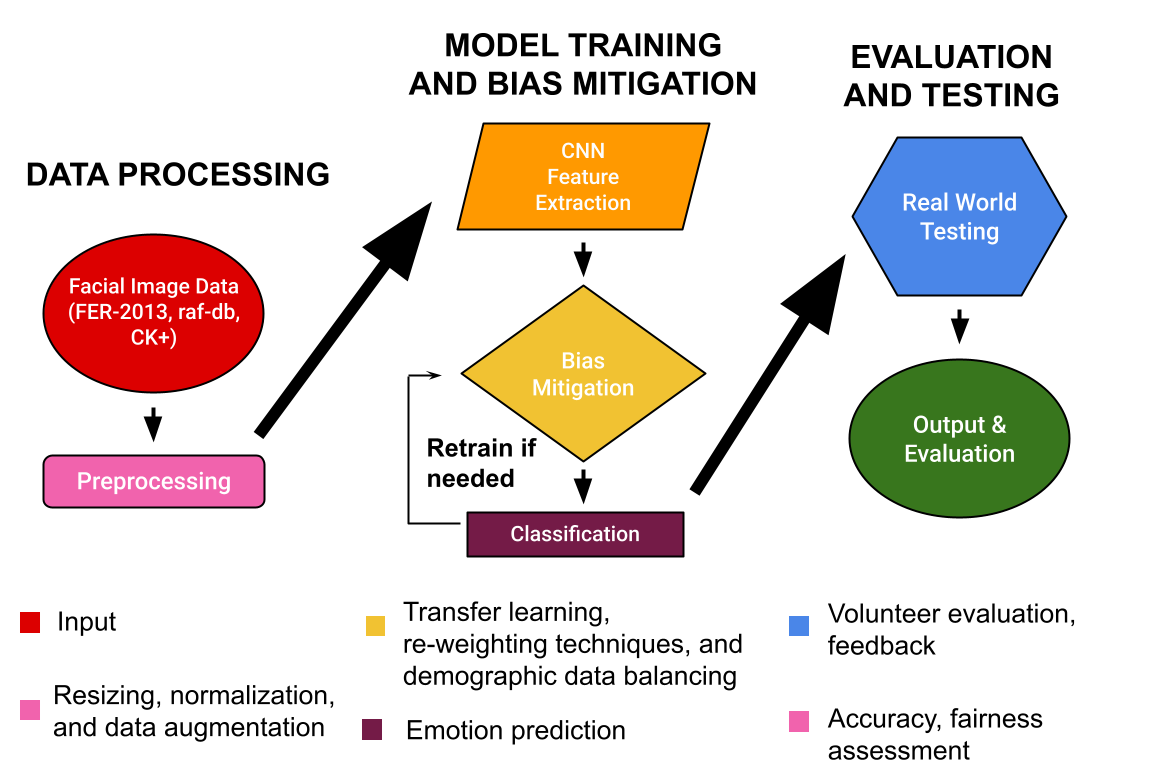 DATA PROCESSING
Facial Image Data
(FER-2013, raf-db,
CK+)
Preprocessing
MODEL TRAINING
AND BIAS MITIGATION
CNN
Feature
Extraction
Bias
Mitigation
Retrain if
needed
Classification
EVALUATION
AND TESTING
Real World
Testing
Output &
Evaluation
Input
Resizing, normalization,
and data augmentation
Transfer learning,
re-weighting techniques, and
demographic data balancing
Emotion prediction
Volunteer evaluation,
feedback
Accuracy, fairness
assessment